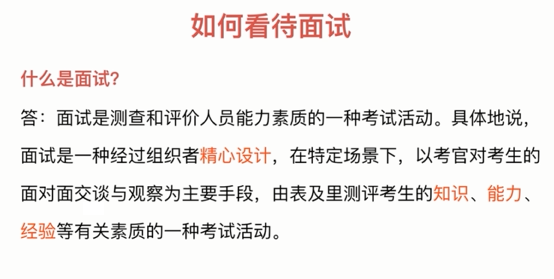 如何看待面试
什么是面试?
答：面试是测查和评价人员能力素质的一种考试活动。具体地说，
面试是一种经过组织者精心设计，在特定场景下，以考官对考生的
面对面交谈与观察为主要手段，由表及里测评考生的知识、能力、
经验等有关素质的一种考试活动。